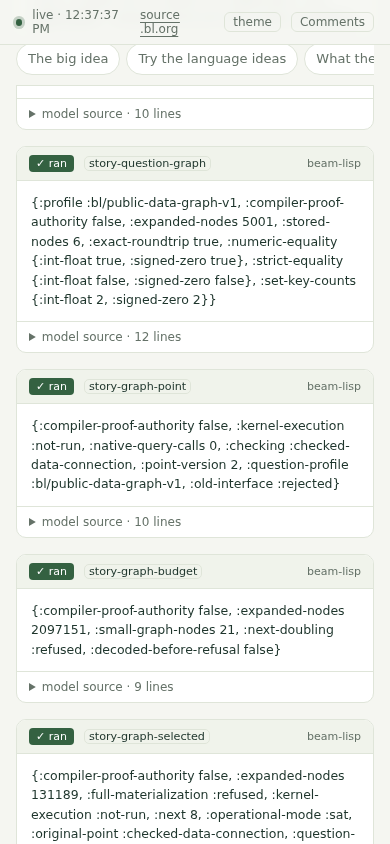 live · 12:37:37 PM
source .bl.org
theme
Comments
The big idea
Try the language ideas
What the
▶ model source · 10 lines
✓ ran story-question-graph beam-lisp
{:profile :bl/public-data-graph-v1, :compiler-proof-
authority false, :expanded-nodes 5001, :stored-
nodes 6, :exact-roundtrip true, :numeric-equality
{:int-float true, :signed-zero true}, :strict-equality
{:int-float false, :signed-zero false}, :set-key-counts
{:int-float 2, :signed-zero 2}}
▶ model source · 12 lines
✓ ran story-graph-point beam-lisp
{:compiler-proof-authority false, :kernel-execution
:not-run, :native-query-calls 0, :checking :checked-
data-connection, :point-version 2, :question-profile
:bl/public-data-graph-v1, :old-interface :rejected}
▶ model source · 10 lines
✓ ran story-graph-budget beam-lisp
{:compiler-proof-authority false, :expanded-nodes
2097151, :small-graph-nodes 21, :next-doubling
:refused, :decoded-before-refusal false}
▶ model source · 9 lines
✓ ran story-graph-selected beam-lisp
{:compiler-proof-authority false, :expanded-nodes
131189, :full-materialization :refused, :kernel-
execution :not-run, :next 8, :operational-mode :sat,
:original-point :checked-data-connection, :question-